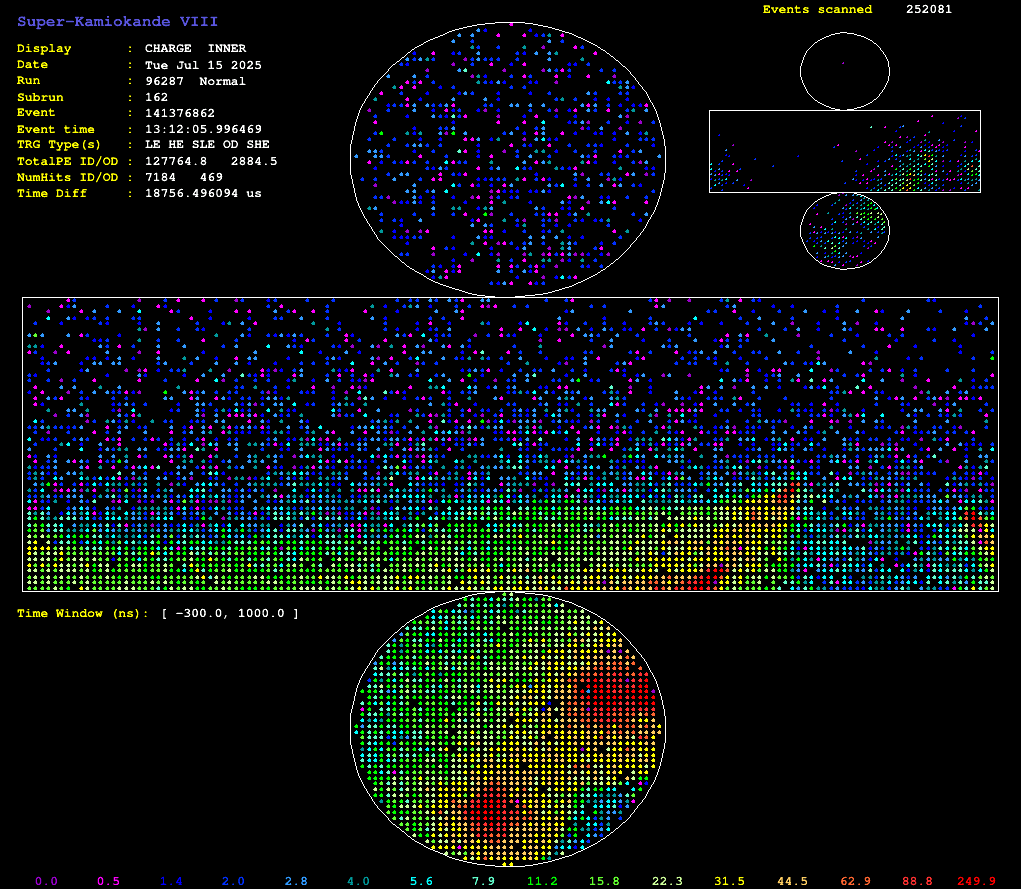 Super-Kamiokande VIII
Events scanned 252081
Display : CHARGE INNER
Date : Tue Jul 15 2025
Run : 96287 Normal
Subrun : 162
Event : 141376862
Event time : 13:12:05.996469
TRG Type(s) : LE HE SLE OD SHE
TotalPE ID/OD : 127764.8 2884.5
NumHits ID/OD : 7184 469
Time Diff : 18756.496094 us
Time Window (ns): [ -300.0, 1000.0 ]
0.0 0.5 1.4 2.0 2.8 4.0 5.6 7.9 11.2 15.8 22.3 31.5 44.5 62.9 88.8 249.9